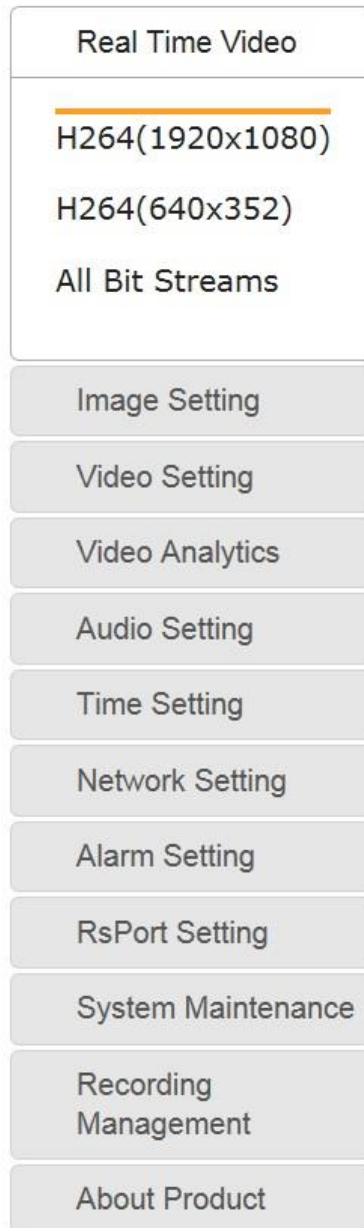 Real Time Video
H264(1920x1080)
H264(640x352)
All Bit Streams
Image Setting
Video Setting
Video Analytics
Audio Setting
Time Setting
Network Setting
Alarm Setting
RsPort Setting
System Maintenance
Recording
Management
About Product